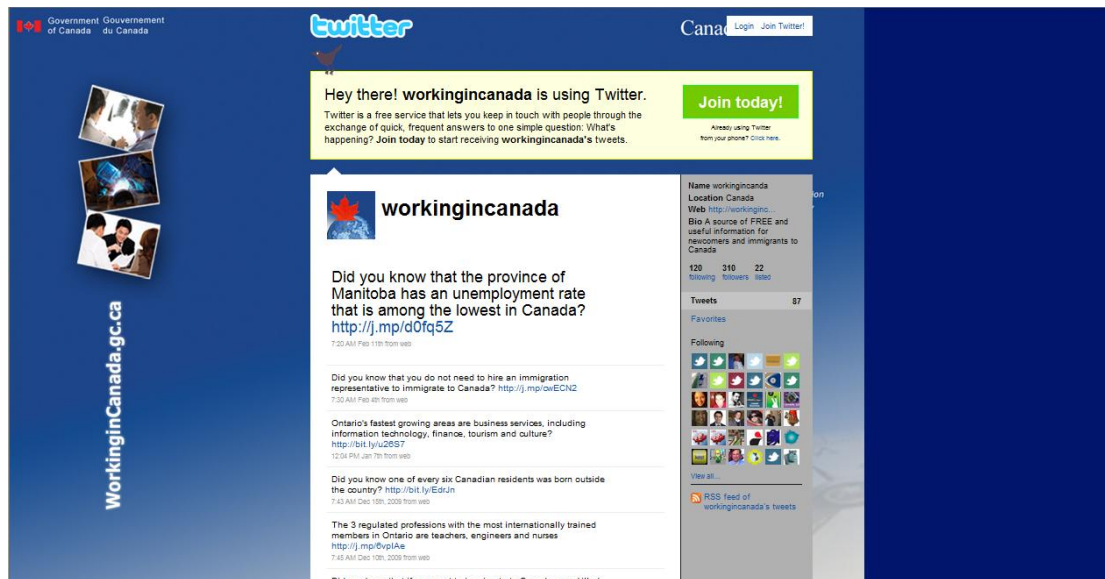 Government Gouvernement
of Canada du Canada
twitter
Cana
Login Join Twitter!
Hey there! workingincanada is using Twitter.
Twitter is a free service that lets you keep in touch with people through the
exchange of quick, frequent answers to one simple question: What's
happening? Join today to start receiving workingincanada's tweets.
Join today!
Already using Twitter
from your phone? Click here.
WorkinginCanada.gc.ca
workingincanada
Did you know that the province of
Manitoba has an unemployment rate
that is among the lowest in Canada?
http://j.mp/d0fq5Z
7:20 AM Feb 11th from web
Did you know that you do not need to hire an immigration
representative to immigrate to Canada? http://j.mp/cwECN2
7:30 AM Feb 4th from web
Ontario's fastest growing areas are business services, including
information technology, finance, tourism and culture?
http://bit.ly/u26S7
12:04 PM Jan 7th from web
Did you know one of every six Canadian residents was born outside
the country? http://bit.ly/EdrJn
7:43 AM Dec 15th, 2009 from web
The 3 regulated professions with the most internationally trained
members in Ontario are teachers, engineers and nurses
http://j.mp/6vpIAe
7:45 AM Dec 10th, 2009 from web
Name workingincanda
Location Canada
Web http://workinginc...
Bio A source of FREE and
useful information for
newcomers and immigrants to
Canada
120 310 22
following followers listed
Tweets 87
Favorites
Following
View all...
RSS feed of
workingincanada's tweets
ion